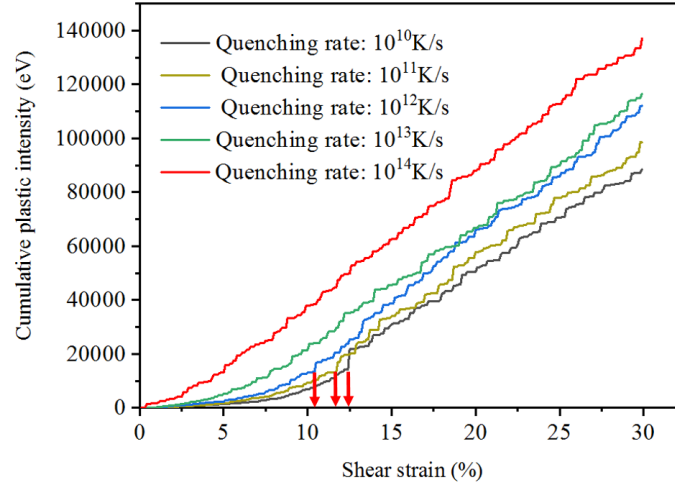 140000
120000
100000
80000
60000
40000
20000
0
Cumulative plastic intensity (eV)
Quenching rate: 10¹⁰K/s
Quenching rate: 10¹¹K/s
Quenching rate: 10¹²K/s
Quenching rate: 10¹³K/s
Quenching rate: 10¹⁴K/s
0 5 10 15 20 25 30
Shear strain (%)